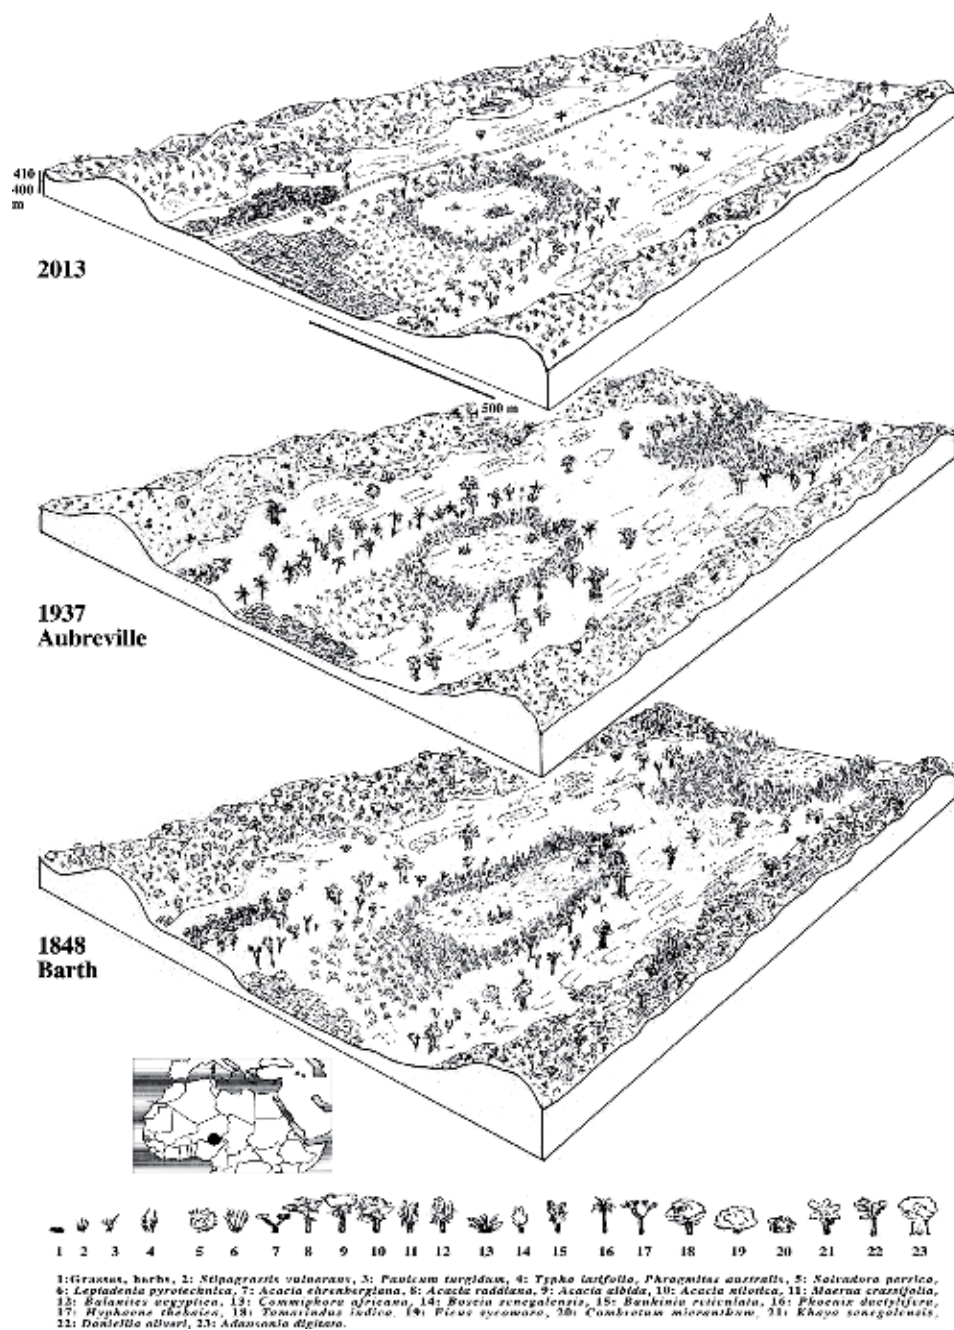 410
400
m
2013
500 m
1937
Aubreville
1848
Barth
1 2 3 4 5 6 7 8 9 10 11 12 13 14 15 16 17 18 19 20 21 22 23
1:Grasses, herbs, 2: Stipagrostis vulnerans, 3: Panicum turgidum, 4: Typha latifolia, Phragmites australis, 5: Salvadora persica,
6: Leptadenia pyrotechnica, 7: Acacia ehrenbergiana, 8: Acacia raddiana, 9: Acacia albida, 10: Acacia nilotica, 11: Maerua crassifolia,
12: Balanites aegyptica, 13: Commiphora africana, 14: Boscia senegalensis, 15: Bauhinia reticulata, 16: Phoenix dactylifera,
17: Hyphaene thebaica, 18: Tamarindus indica, 19: Ficus sycomorus, 20: Combretum micranthum, 21: Khaya senegalensis,
22: Daniellia oliveri, 23: Adansonia digitata.